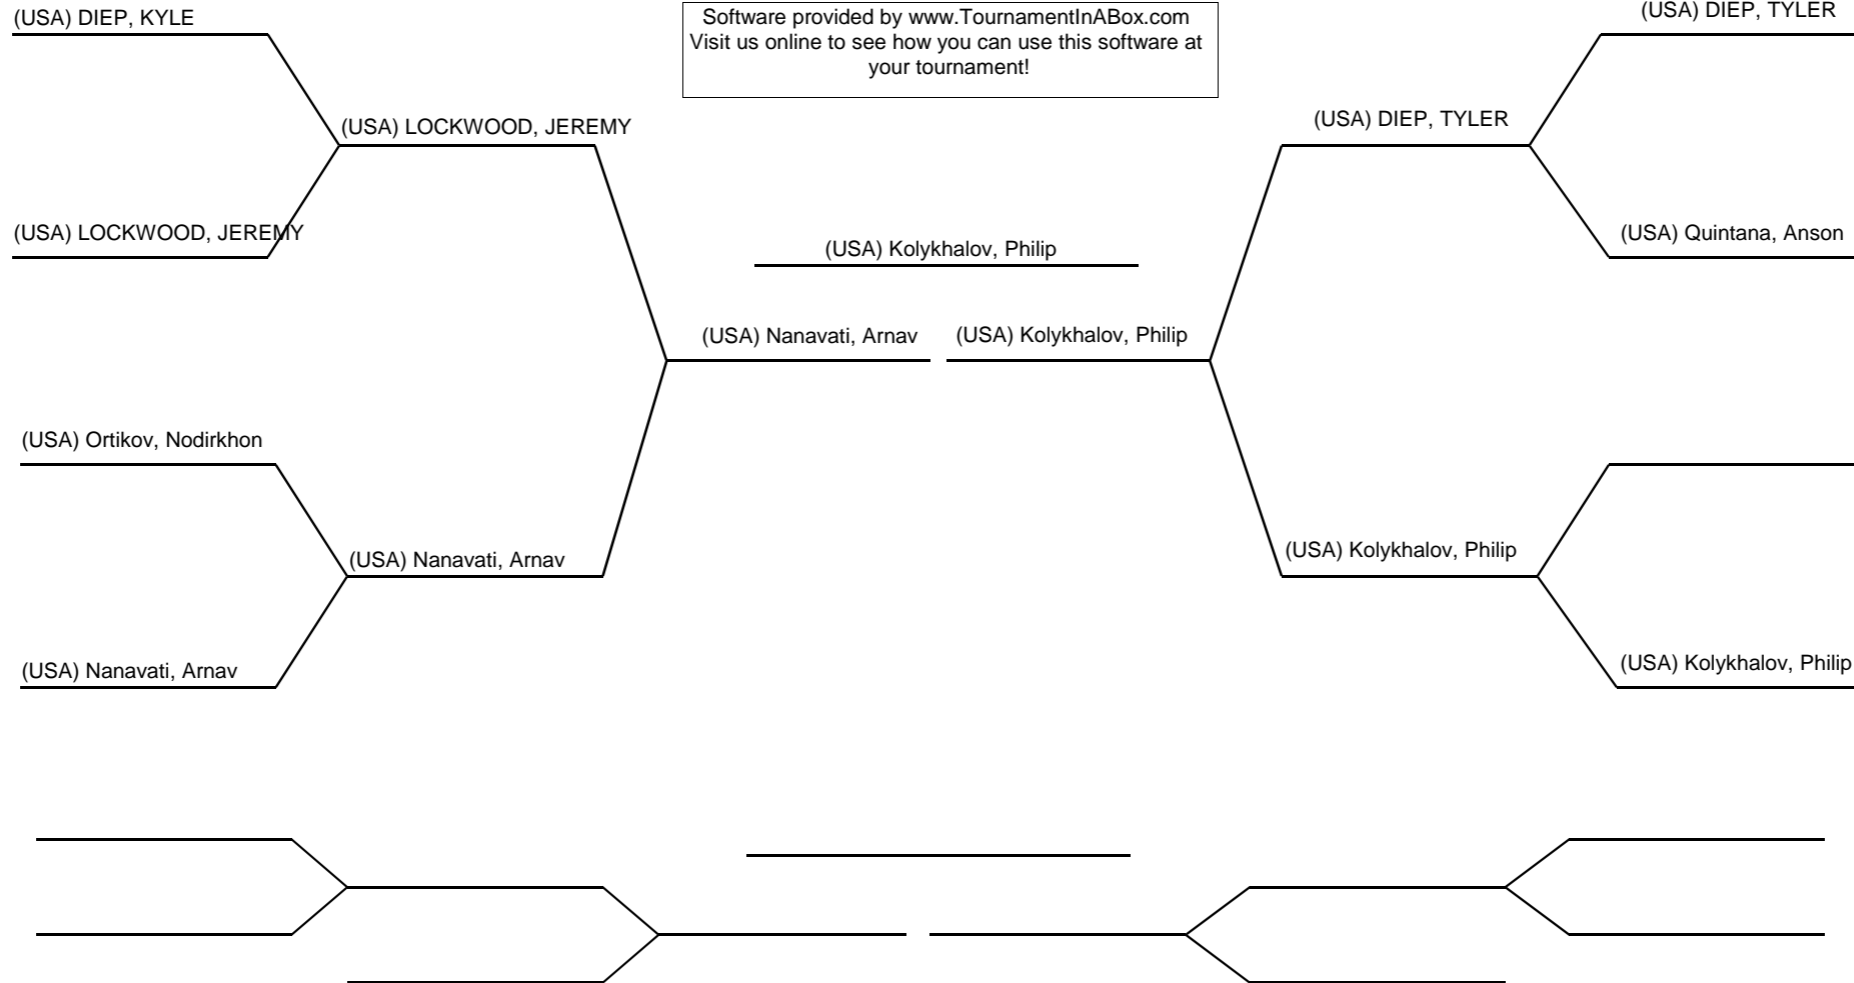 (USA) DIEP, KYLE
Software provided by www.TournamentInABox.com
Visit us online to see how you can use this software at
your tournament!
(USA) DIEP, TYLER
(USA) LOCKWOOD, JEREMY
(USA) DIEP, TYLER
(USA) LOCKWOOD, JEREMY
(USA) Kolykhalov, Philip
(USA) Quintana, Anson
(USA) Nanavati, Arnav
(USA) Kolykhalov, Philip
(USA) Ortikov, Nodirkhon
(USA) Nanavati, Arnav
(USA) Kolykhalov, Philip
(USA) Nanavati, Arnav
(USA) Kolykhalov, Philip